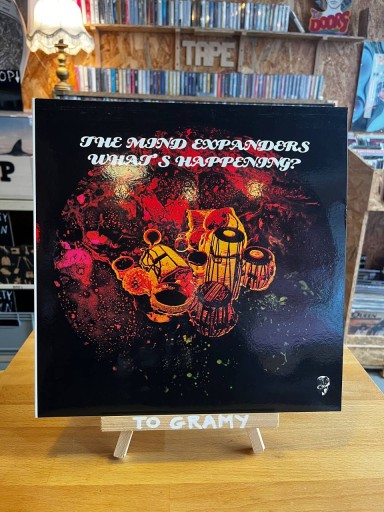 DOORS
TAPE
THE MIND EXPANDERS
WHAT'S HAPPENING?
TO GRAMY